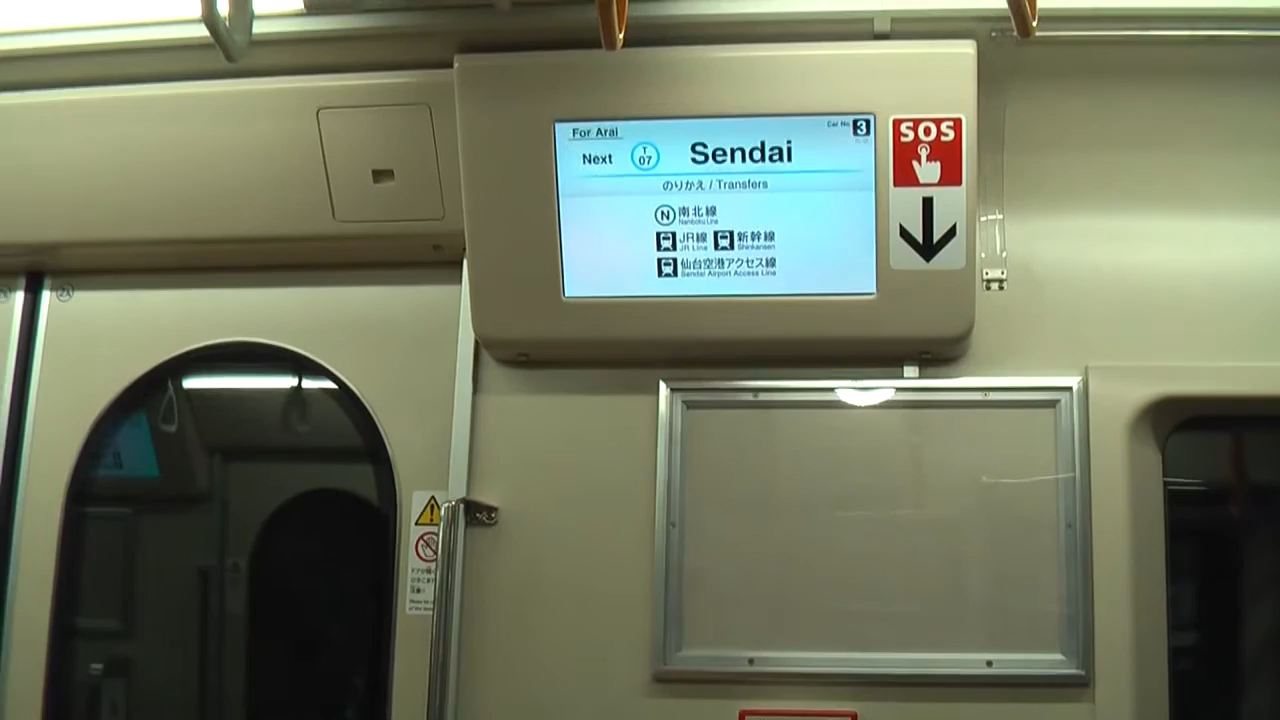 For Arai
Car No. 3
Next T 07 Sendai
のりかえ / Transfers
N 南北線
Namboku Line
JR線 新幹線
JR Line Shinkansen
仙台空港アクセス線
Sendai Airport Access Line
SOS